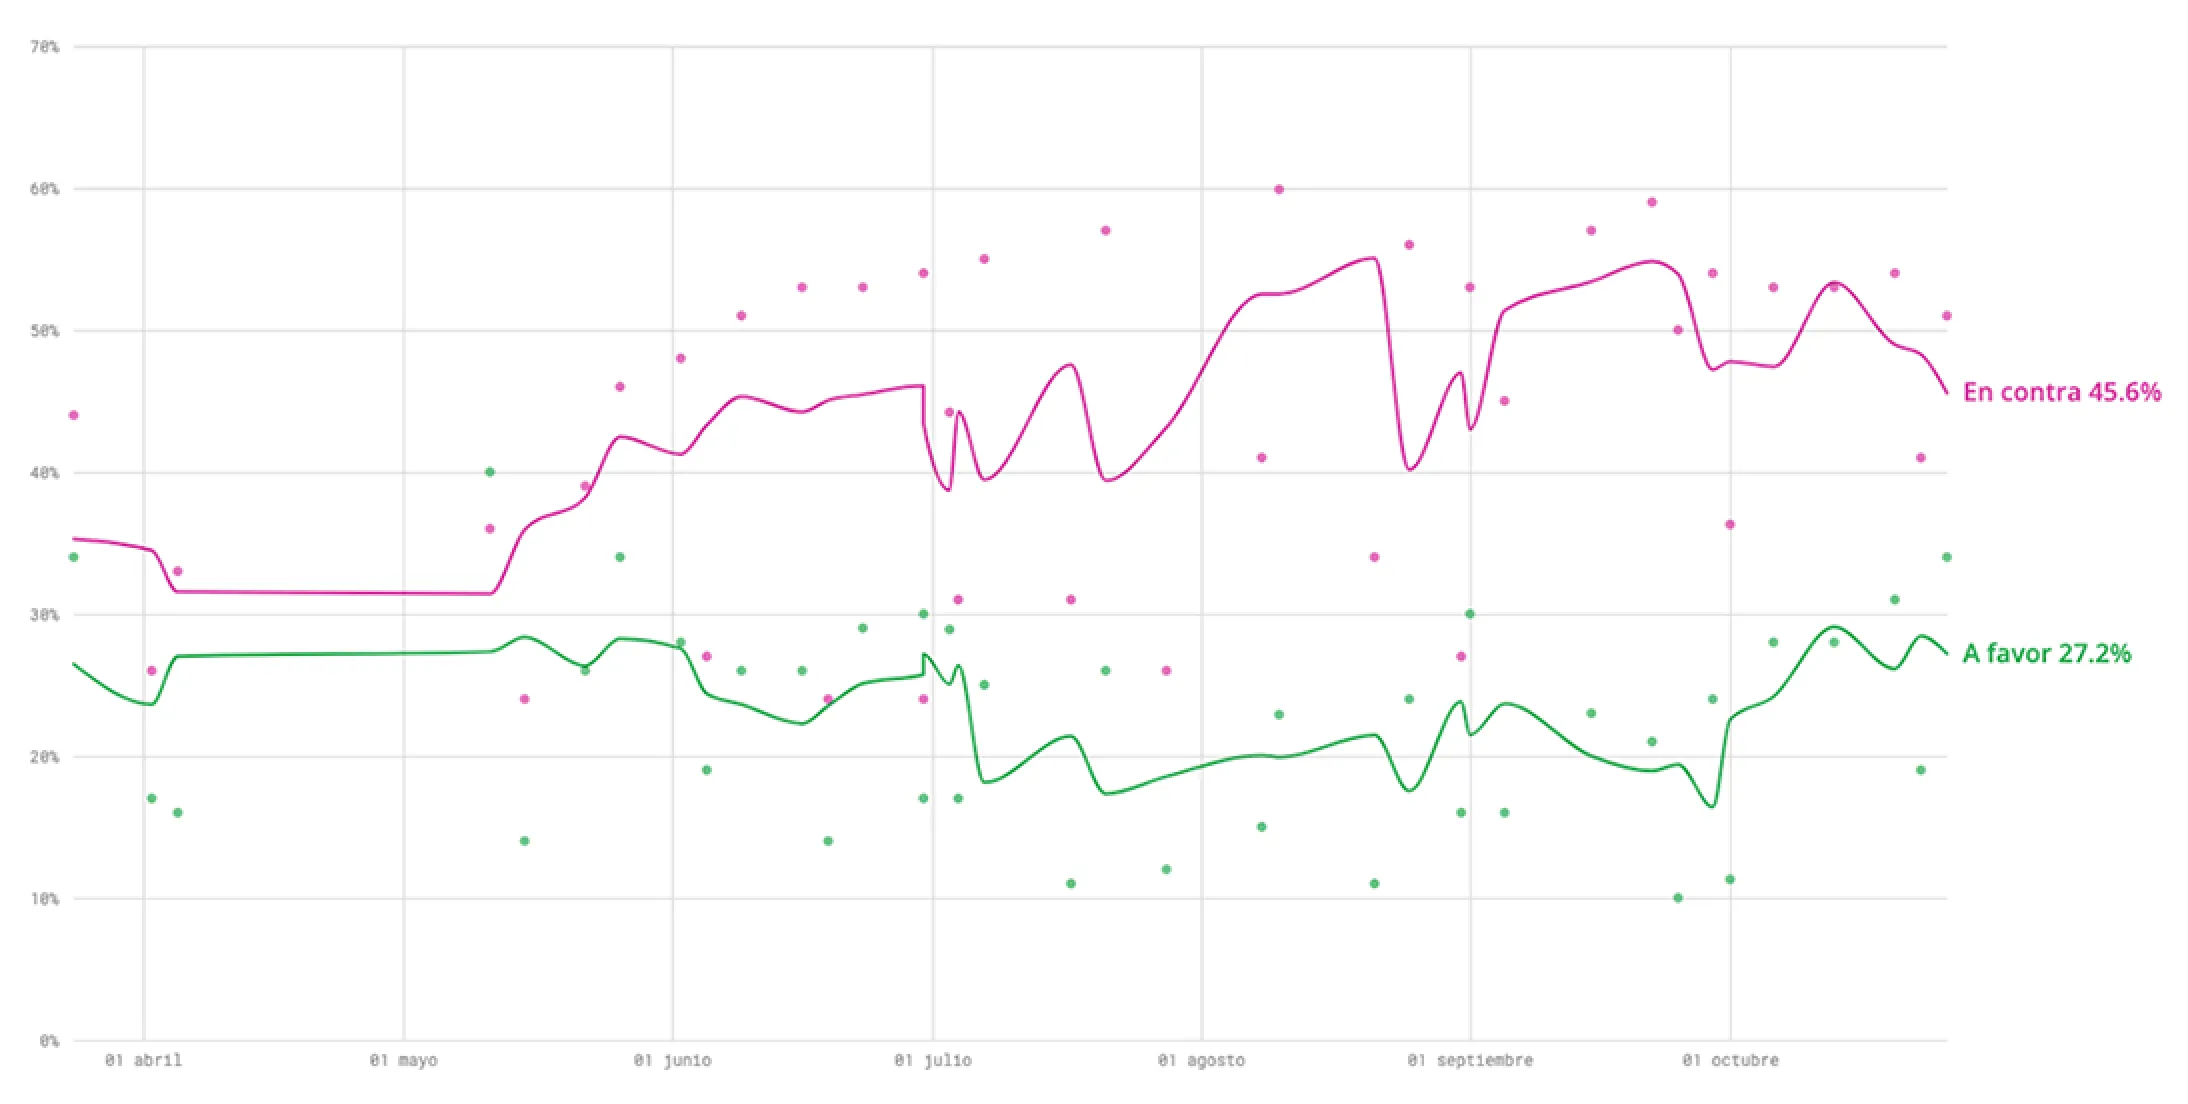 70%
60%
50%
40%
30%
20%
10%
0%
En contra 45.6%
A favor 27.2%
01 abril
01 mayo
01 junio
01 julio
01 agosto
01 septiembre
01 octubre